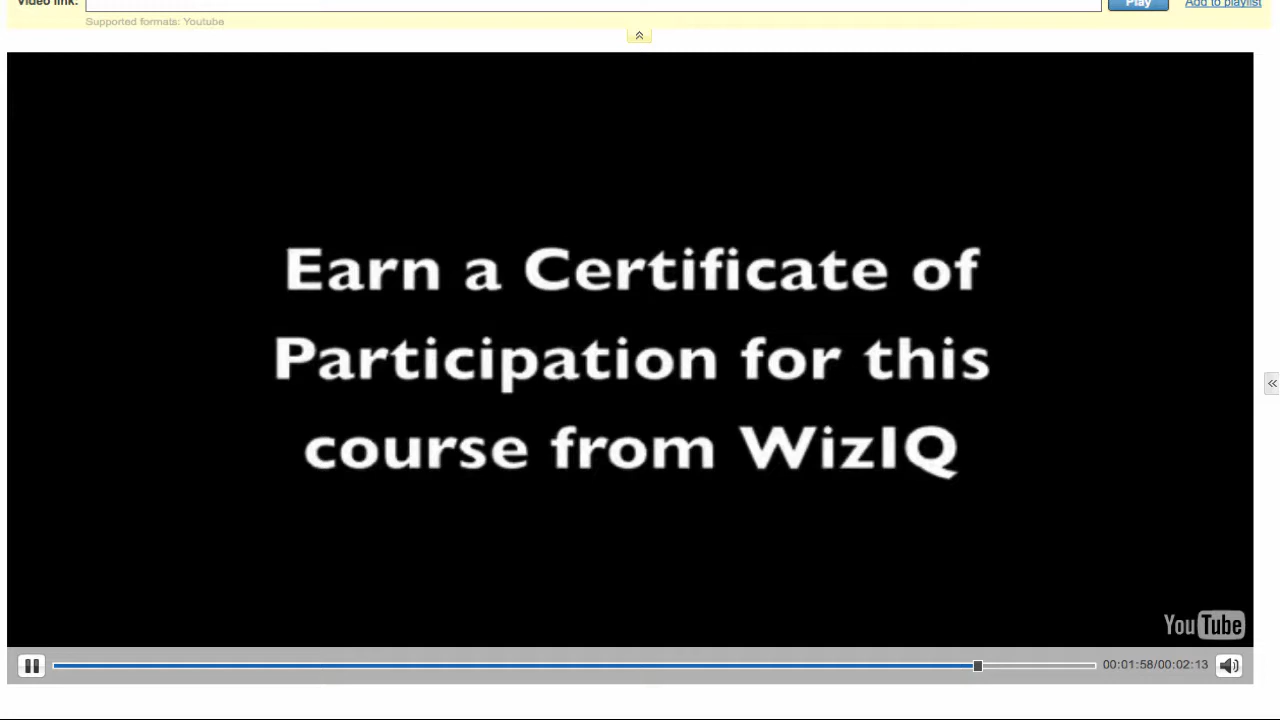 Video link:
Play
Add to playlist
Supported formats: Youtube
Earn a Certificate of
Participation for this
course from WizIQ
YouTube
00:01:58/00:02:13